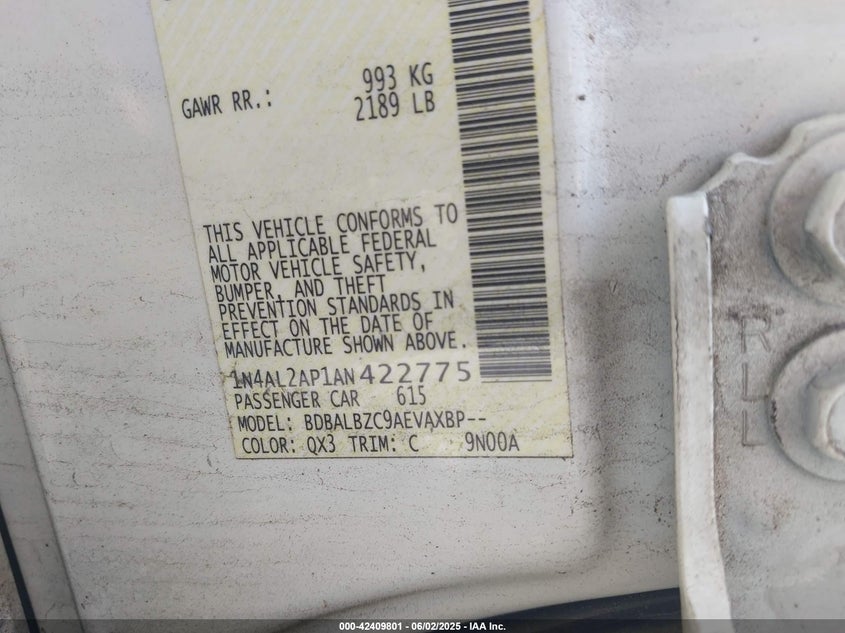 993 KG
GAWR RR.: 2189 LB
THIS VEHICLE CONFORMS TO
ALL APPLICABLE FEDERAL
MOTOR VEHICLE SAFETY,
BUMPER, AND THEFT
PREVENTION STANDARDS IN
EFFECT ON THE DATE OF
MANUFACTURE SHOWN ABOVE.
1N4AL2AP1AN422775
PASSENGER CAR 615
MODEL: BDBALBZC9AEVAXBP--
COLOR: QX3 TRIM: C 9N00A
RLL
000-42409801 - 06/02/2025 - IAA Inc.